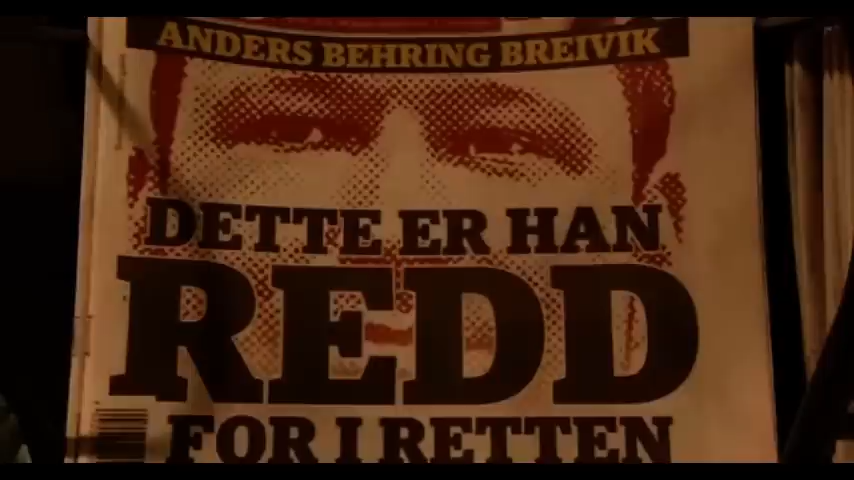 ANDERS BEHRING BREIVIK
DETTE ER HAN
REDD
FOR I RETTEN